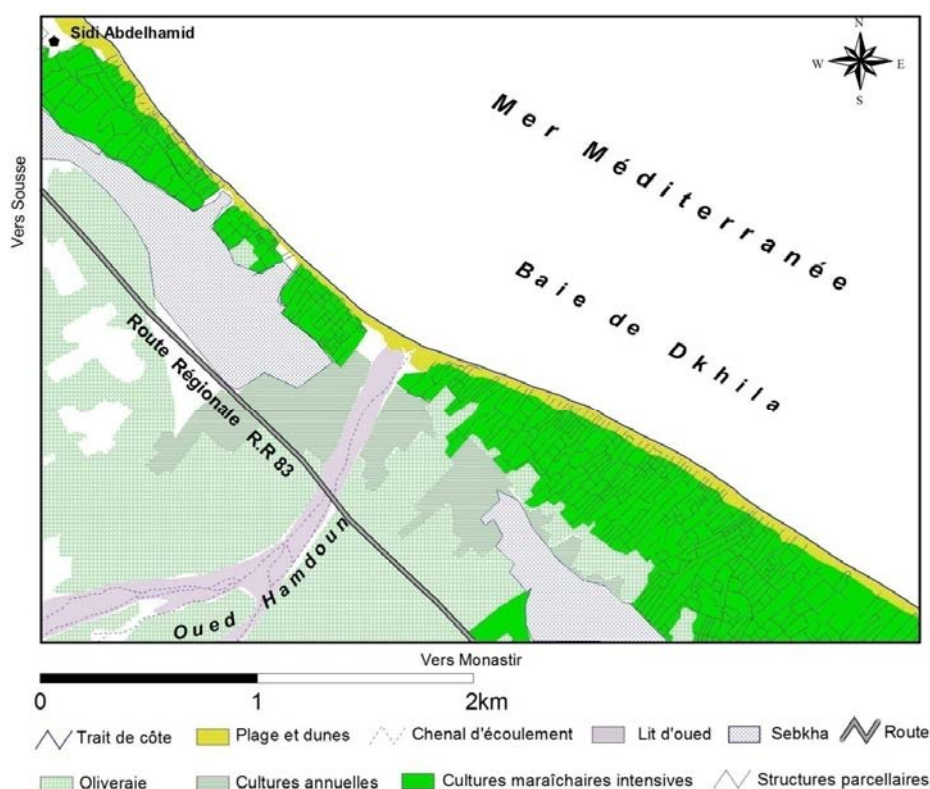 Sidi Abdelhamid
N
W E
S
Mer Méditerranée
Baie de Dkhila
Vers Sousse
Route Régionale R.R 83
Oued Hamdoun
Vers Monastir
0 1 2km
Trait de côte Plage et dunes Chenal d'écoulement Lit d'oued Sebkha Route
Oliveraie Cultures annuelles Cultures maraîchaires intensives Structures parcellaires